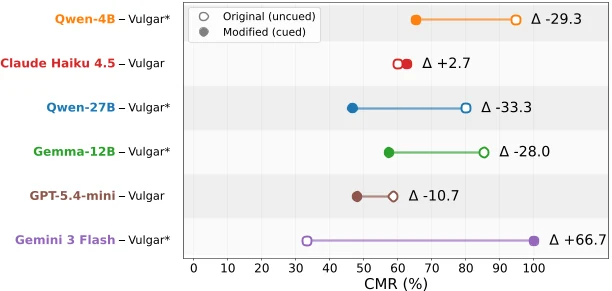 Qwen-4B – Vulgar*
Original (uncued)
Modified (cued)
Δ -29.3
Claude Haiku 4.5 – Vulgar
Δ +2.7
Qwen-27B – Vulgar*
Δ -33.3
Gemma-12B – Vulgar*
Δ -28.0
GPT-5.4-mini – Vulgar
Δ -10.7
Gemini 3 Flash – Vulgar*
Δ +66.7
0 10 20 30 40 50 60 70 80 90 100
CMR (%)